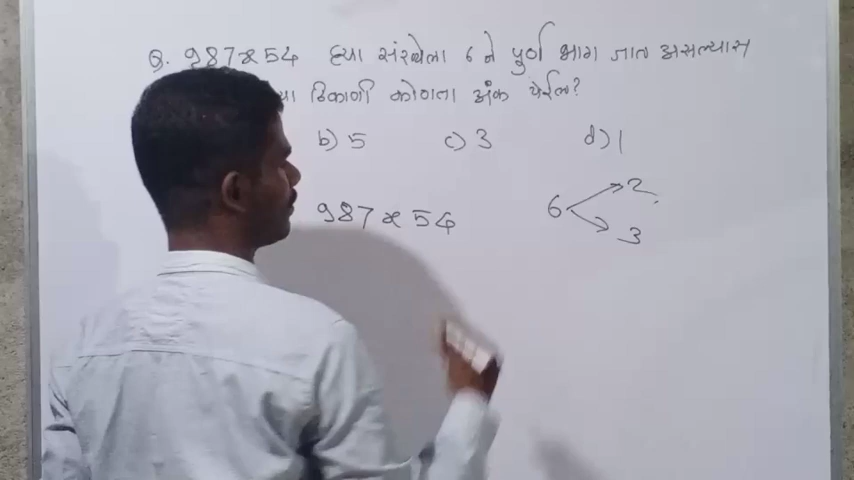 Q. 987x54 ह्या संख्येला 6 ने पुर्ण भाग जात असल्यास
ठिकाणी कोणता अंक येईल?
b) 5 c) 3 d) 1
987x54 6 2
3